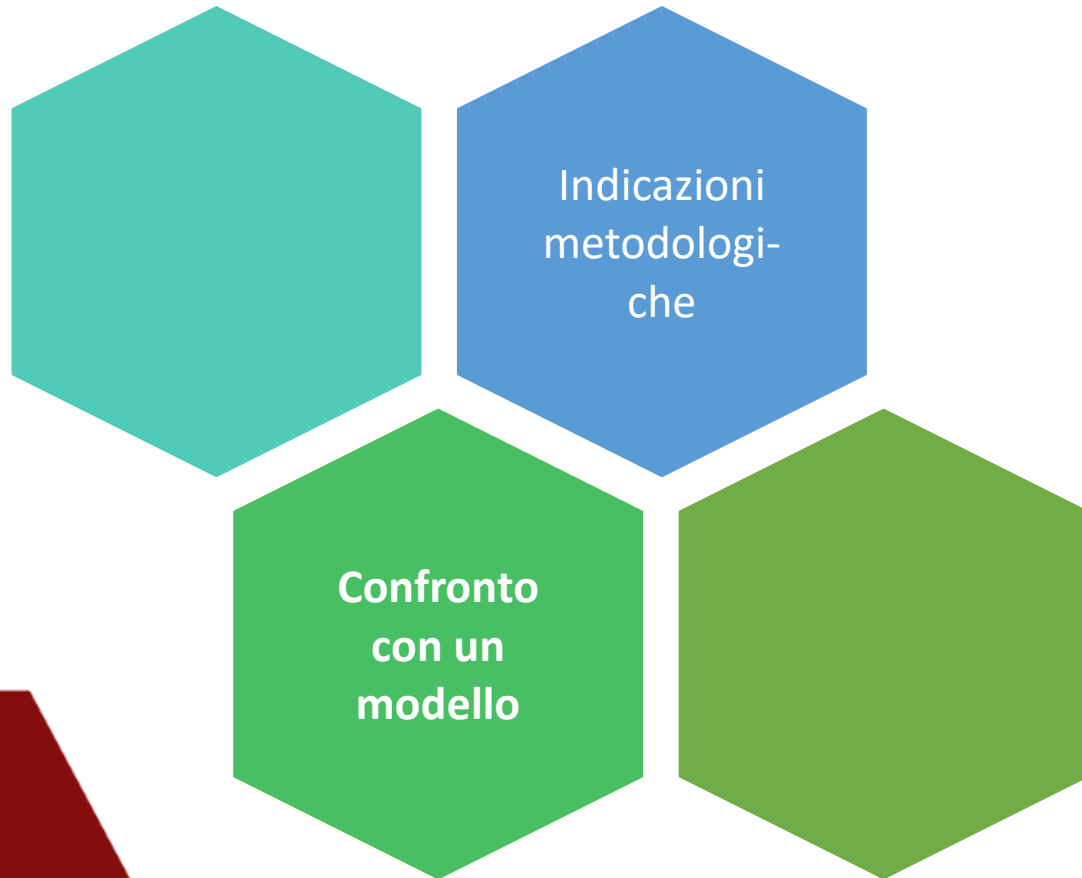 Indicazioni
metodologi-
che
Confronto
con un
modello